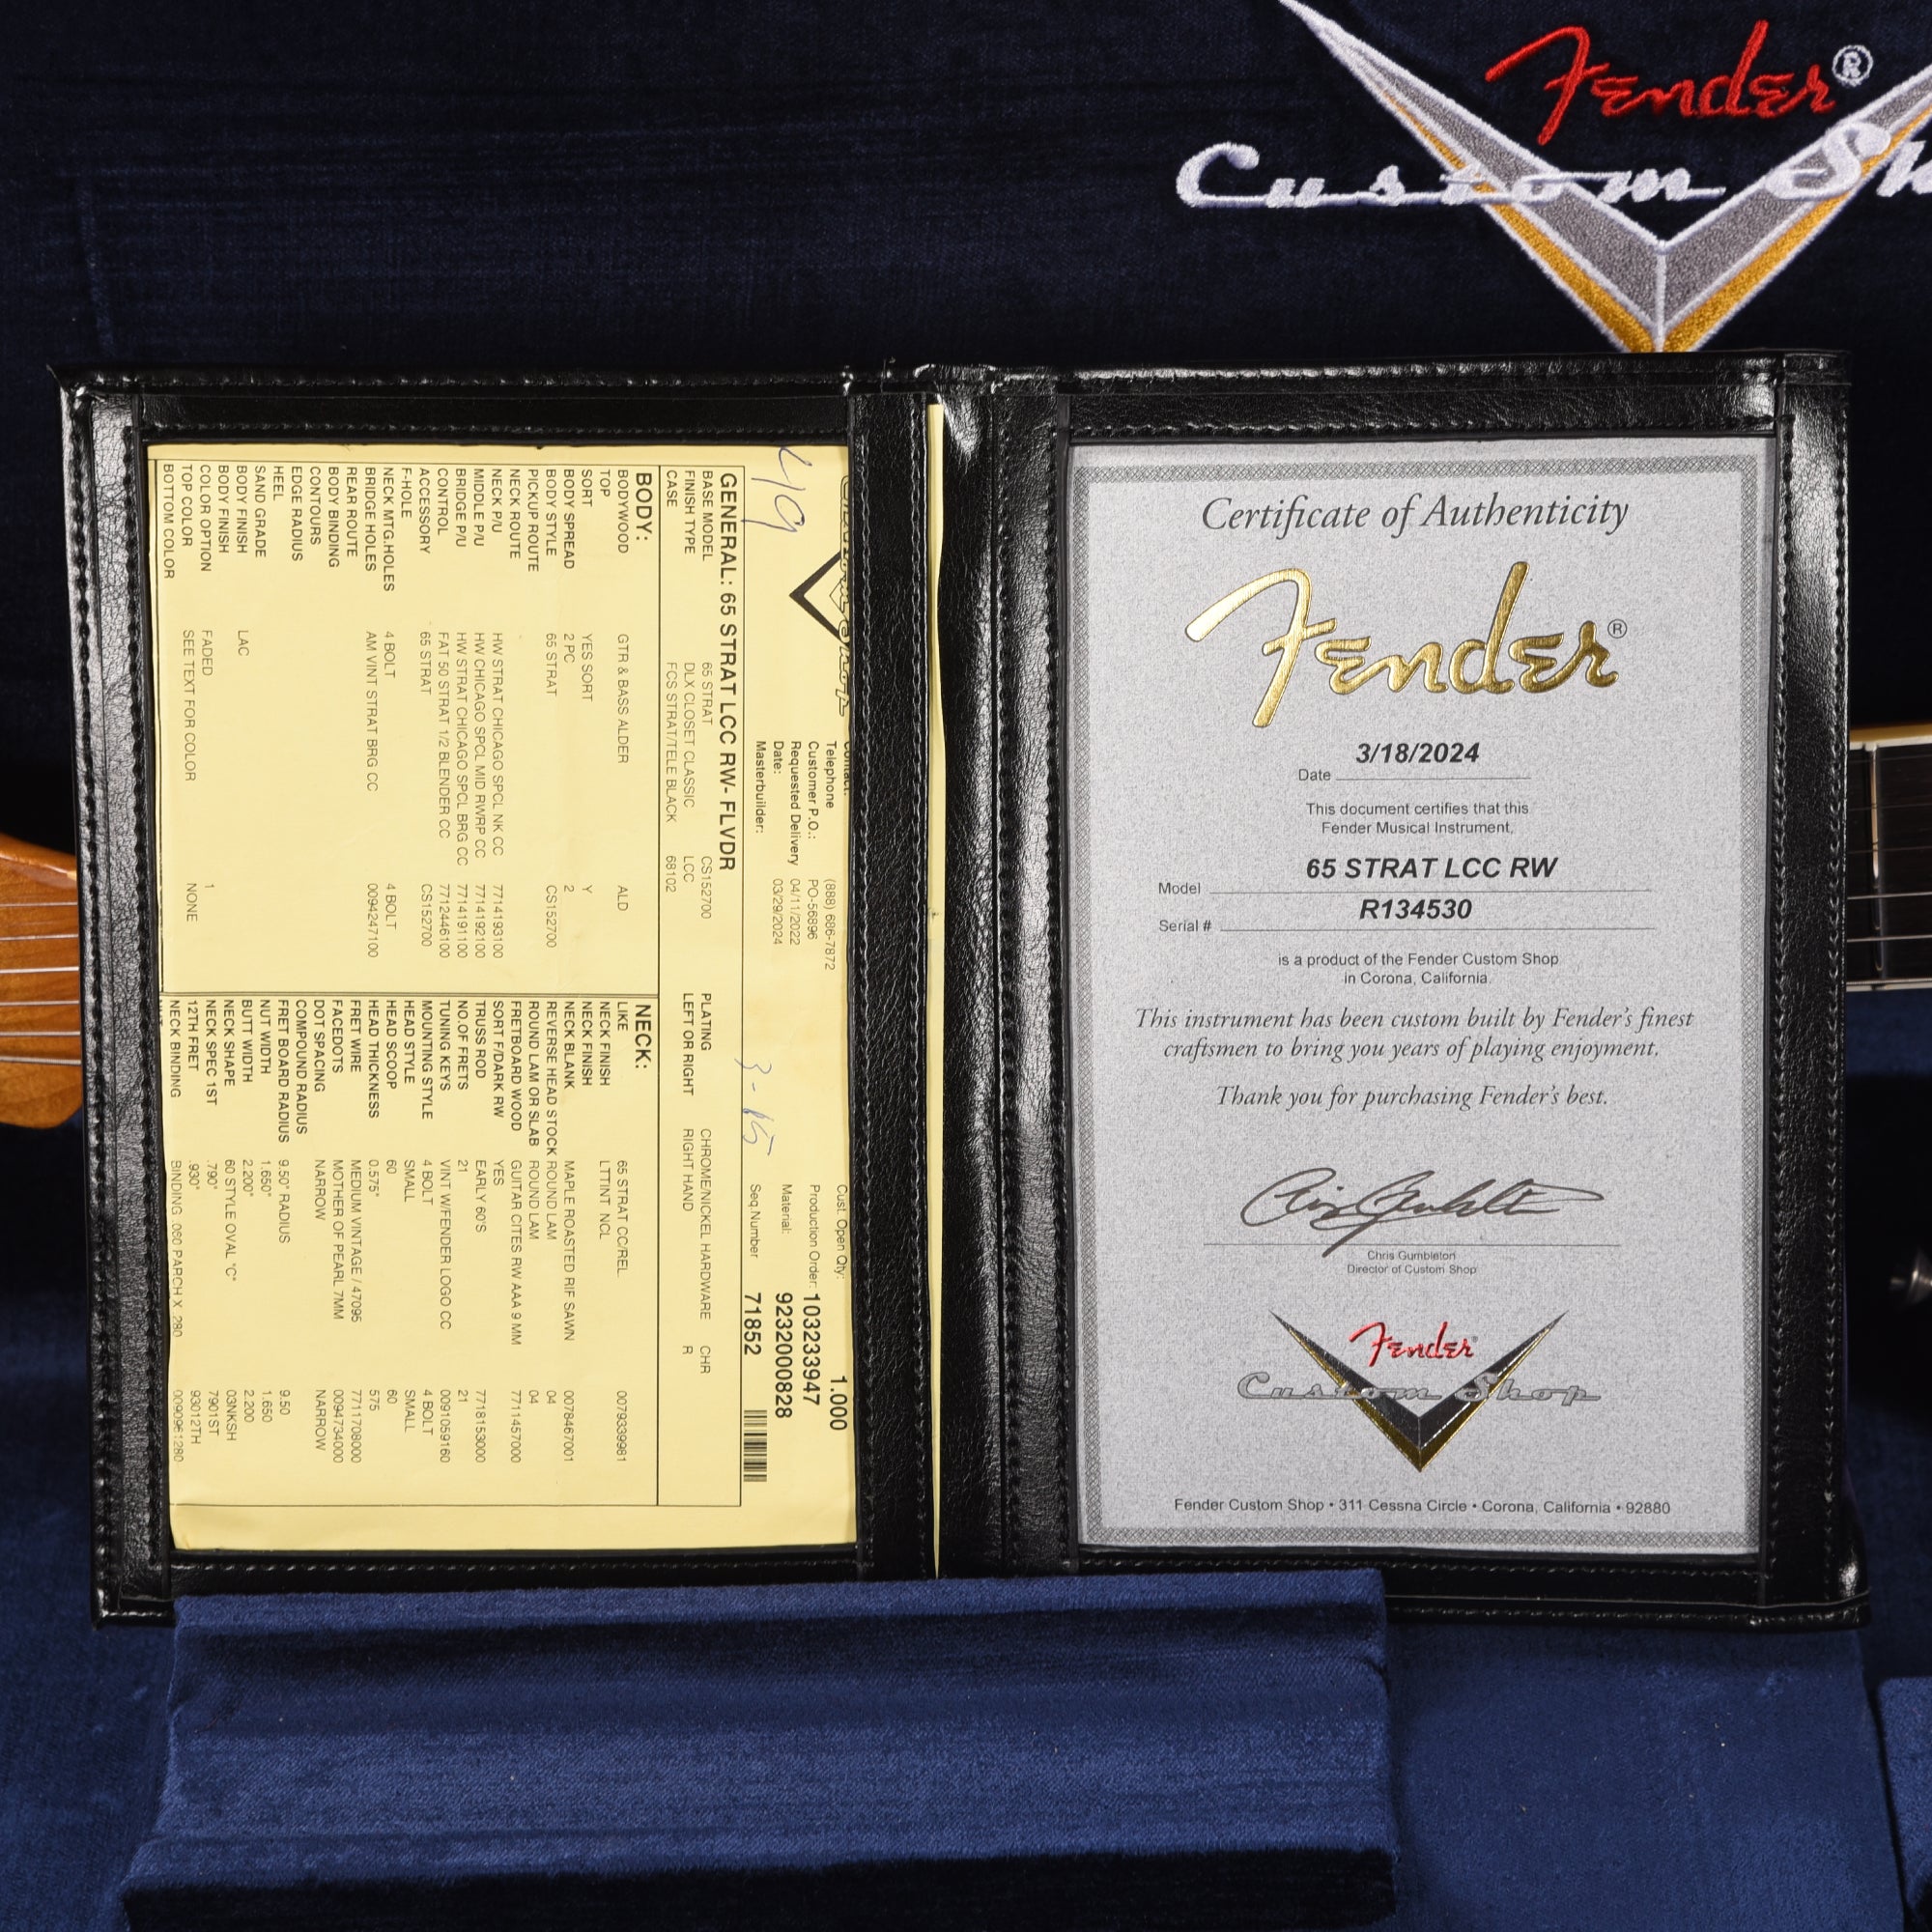 Fender®
Custom Sh
Certificate of Authenticity
Fender®
3/18/2024
Date
This document certifies that this
Fender Musical Instrument,
65 STRAT LCC RW
Model
R134530
Serial #
is a product of the Fender Custom Shop
in Corona, California.
This instrument has been custom built by Fender's finest
craftsmen to bring you years of playing enjoyment.
Thank you for purchasing Fender's best.
Chris Gumbleton
Director of Custom Shop
Fender®
Custom Shop
Fender Custom Shop • 311 Cessna Circle • Corona, California • 92880
Custom Shop
Contact:
Cust. Open Qty: 1.000
Telephone (888) 686-7872
Production Order: 103233947
Customer P.O.: PO-56896
Requested Delivery 04/11/2022
Material: 9232000828
Date: 03/29/2024
Masterbuilder:
Seq.Number 71852
3-15
GENERAL: 65 STRAT LCC RW- FLVDR
BASE MODEL 65 STRAT CS152700 PLATING CHROME/NICKEL HARDWARE CHR
FINISH TYPE DLX CLOSET CLASSIC LCC LEFT OR RIGHT RIGHT HAND R
CASE FCS STRAT/TELE BLACK 68102
BODY:
BODYWOOD GTR & BASS ALDER ALD
TOP
SORT YES SORT Y
BODY SPREAD 2 PC 2
BODY STYLE 65 STRAT CS152700
PICKUP ROUTE
NECK ROUTE
NECK P/U HW STRAT CHICAGO SPCL NK CC 7714193100
MIDDLE P/U HW CHICAGO SPCL MID RWRP CC 7714192100
BRIDGE P/U HW STRAT CHICAGO SPCL BRG CC 7714191100
CONTROL FAT 50 STRAT 1/2 BLENDER CC 7712446100
ACCESSORY 65 STRAT CS152700
F-HOLE
NECK MTG.HOLES 4 BOLT 4 BOLT
BRIDGE HOLES AM VINT STRAT BRG CC 0094247100
REAR ROUTE
BODY BINDING
CONTOURS
EDGE RADIUS
HEEL
SAND GRADE
BODY FINISH LAC
BODY FINISH
COLOR OPTION FADED 1
TOP COLOR SEE TEXT FOR COLOR NONE
BOTTOM COLOR
NECK:
LIKE 65 STRAT CC/REL 0079399981
NECK FINISH LTTINT NCL
NECK FINISH
NECK BLANK MAPLE ROASTED RIF SAWN 0078467001
REVERSE HEAD STOCK ROUND LAM 04
ROUND LAM OR SLAB ROUND LAM 04
FRETBOARD WOOD GUITAR CITES RW AAA 9 MM 7711457000
SORT F/DARK RW YES
TRUSS ROD EARLY 60'S 7718153000
NO.OF FRETS 21 21
TUNING KEYS VINT W/FENDER LOGO CC 0091059160
MOUNTING STYLE 4 BOLT 4 BOLT
HEAD STYLE SMALL SMALL
HEAD SCOOP 60 60
HEAD THICKNESS 0.575" 575
FRET WIRE MEDIUM VINTAGE / 47095 7711708000
FACEDOTS MOTHER OF PEARL 7MM 0094734000
DOT SPACING NARROW NARROW
COMPOUND RADIUS
FRET BOARD RADIUS 9.50" RADIUS 9.50
NUT WIDTH 1.650" 1.650
BUTT WIDTH 2.200" 2.200
NECK SHAPE 60 STYLE OVAL "C" 03NKSH
NECK SPEC 1ST .790" 7901ST
12TH FRET .930" 93012TH
NECK BINDING BINDING .060 PARCH X .290